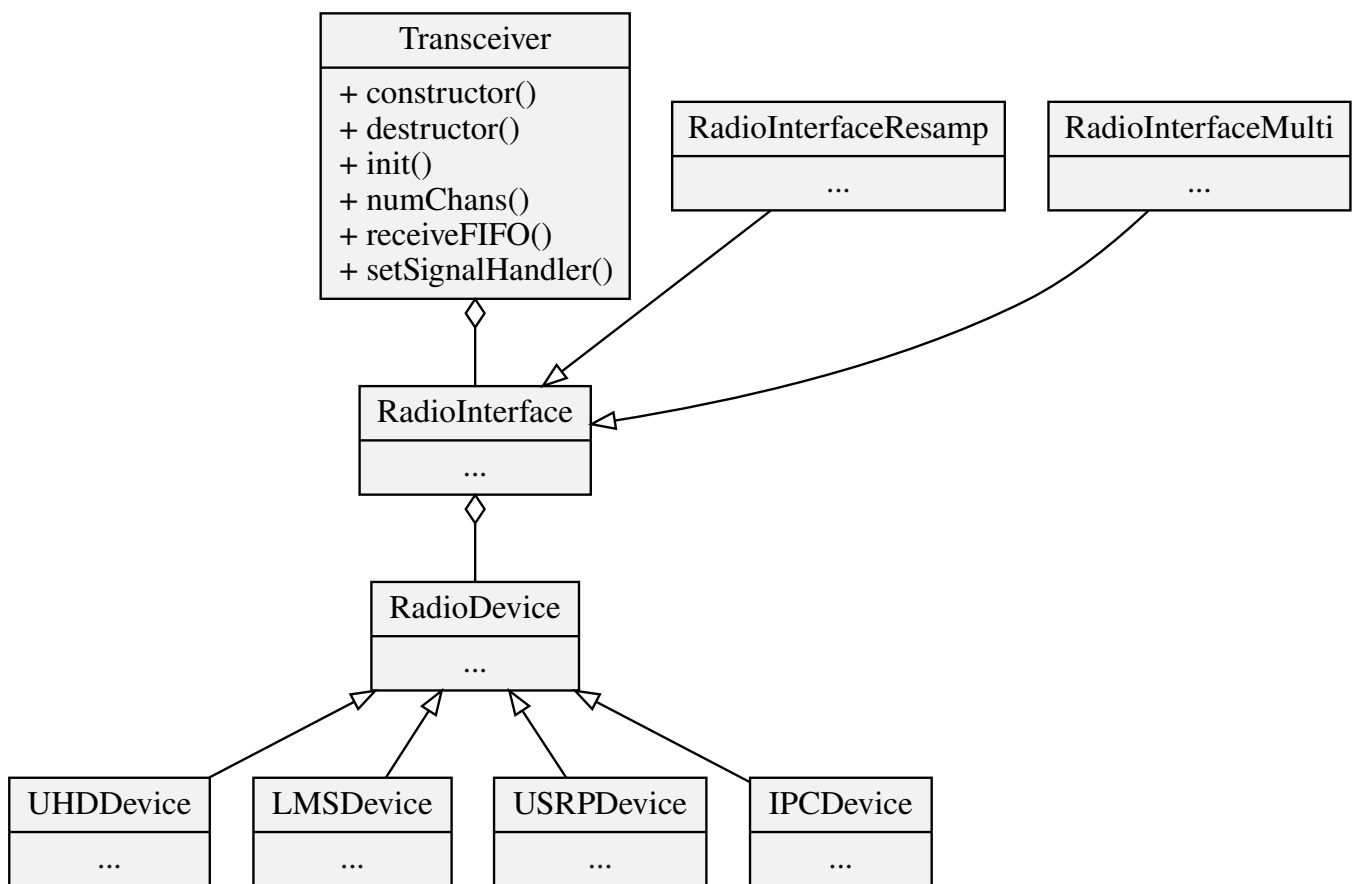 Transceiver
+ constructor()
+ destructor()
+ init()
+ numChans()
+ receiveFIFO()
+ setSignalHandler()
RadioInterfaceResamp
...
RadioInterfaceMulti
...
RadioInterface
...
RadioDevice
...
UHDDevice
...
LMSDevice
...
USRPDevice
...
IPCDevice
...